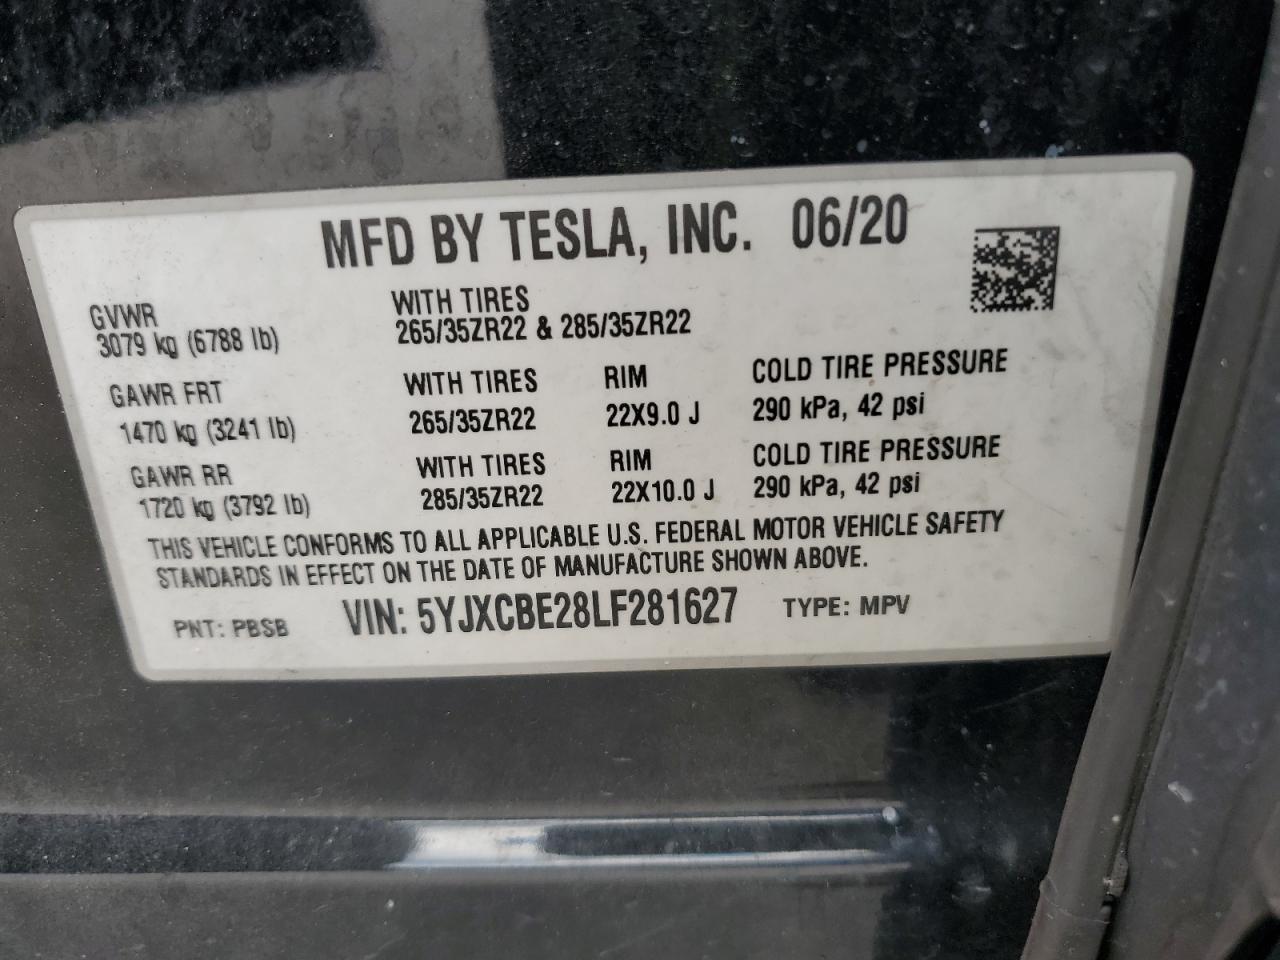 MFD BY TESLA, INC. 06/20
GVWR WITH TIRES
3079 kg (6788 lb) 265/35ZR22 & 285/35ZR22
GAWR FRT WITH TIRES RIM COLD TIRE PRESSURE
1470 kg (3241 lb) 265/35ZR22 22X9.0 J 290 kPa, 42 psi
GAWR RR WITH TIRES RIM COLD TIRE PRESSURE
1720 kg (3792 lb) 285/35ZR22 22X10.0 J 290 kPa, 42 psi
THIS VEHICLE CONFORMS TO ALL APPLICABLE U.S. FEDERAL MOTOR VEHICLE SAFETY
STANDARDS IN EFFECT ON THE DATE OF MANUFACTURE SHOWN ABOVE.
PNT: PBSB VIN: 5YJXCBE28LF281627 TYPE: MPV